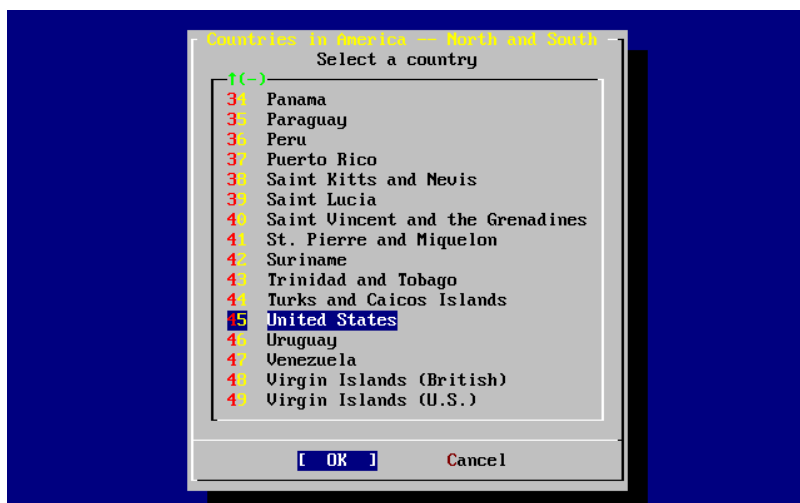 Countries in America -- North and South
Select a country
↑(-)
34 Panama
35 Paraguay
36 Peru
37 Puerto Rico
38 Saint Kitts and Nevis
39 Saint Lucia
40 Saint Vincent and the Grenadines
41 St. Pierre and Miquelon
42 Suriname
43 Trinidad and Tobago
44 Turks and Caicos Islands
45 United States
46 Uruguay
47 Venezuela
48 Virgin Islands (British)
49 Virgin Islands (U.S.)
[ OK ] Cancel